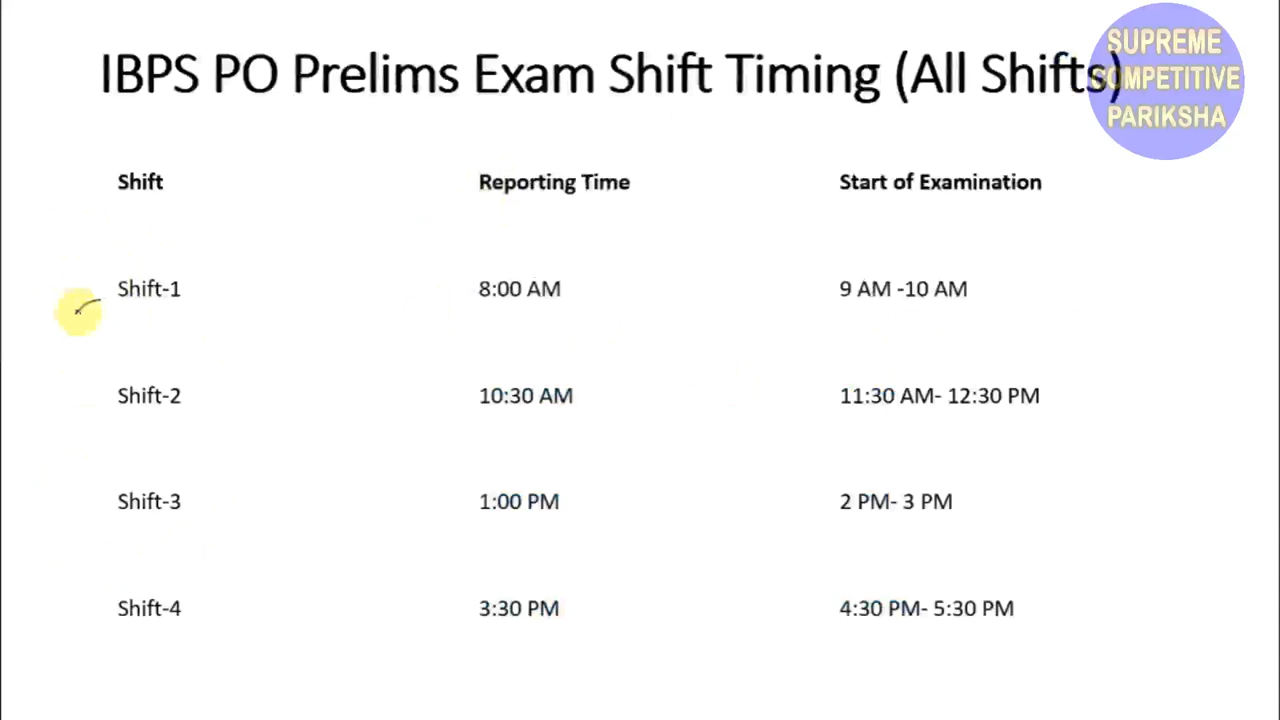 IBPS PO Prelims Exam Shift Timing (All Shifts)
SUPREME
COMPETITIVE
PARIKSHA
Shift Reporting Time Start of Examination
Shift-1 8:00 AM 9 AM -10 AM
Shift-2 10:30 AM 11:30 AM- 12:30 PM
Shift-3 1:00 PM 2 PM- 3 PM
Shift-4 3:30 PM 4:30 PM- 5:30 PM